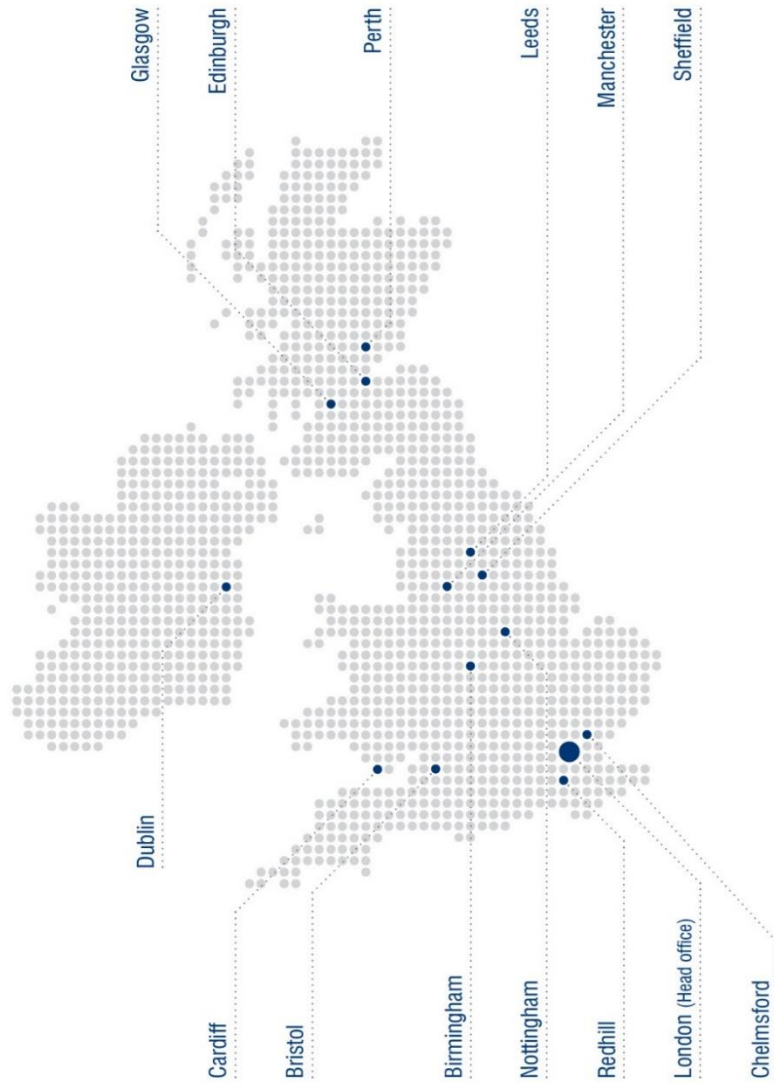 Glasgow
Edinburgh
Perth
Leeds
Manchester
Sheffield
Dublin
Cardiff
Bristol
Birmingham
Nottingham
Redhill
London (Head office)
Chelmsford